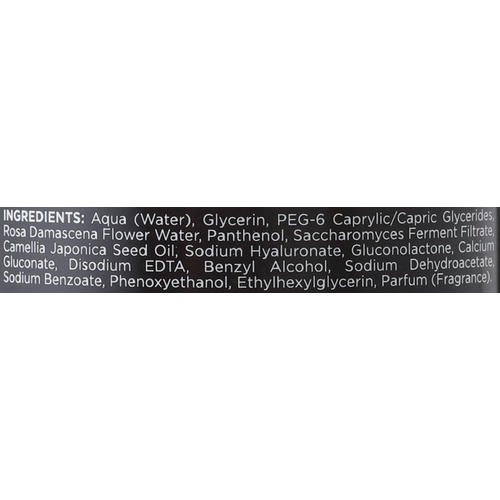 INGREDIENTS: Aqua (Water), Glycerin, PEG-6 Caprylic/Capric Glycerides,
Rosa Damascena Flower Water, Panthenol, Saccharomyces Ferment Filtrate,
Camellia Japonica Seed Oil, Sodium Hyaluronate, Gluconolactone, Calcium
Gluconate, Disodium EDTA, Benzyl Alcohol, Sodium Dehydroacetate,
Sodium Benzoate, Phenoxyethanol, Ethylhexylglycerin, Parfum (Fragrance).